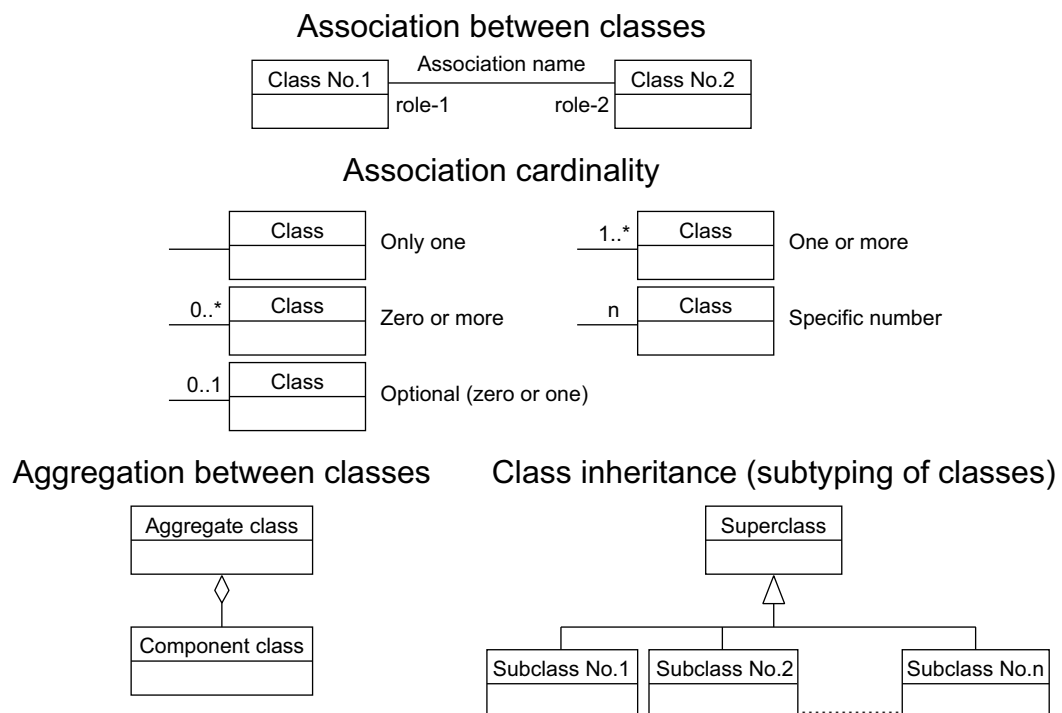 Association between classes
Class No.1
Association name
Class No.2
role-1
role-2
Association cardinality
Class
Only one
1..*
Class
One or more
0..*
Class
Zero or more
n
Class
Specific number
0..1
Class
Optional (zero or one)
Aggregation between classes
Aggregate class
Component class
Class inheritance (subtyping of classes)
Superclass
Subclass No.1
Subclass No.2
Subclass No.n